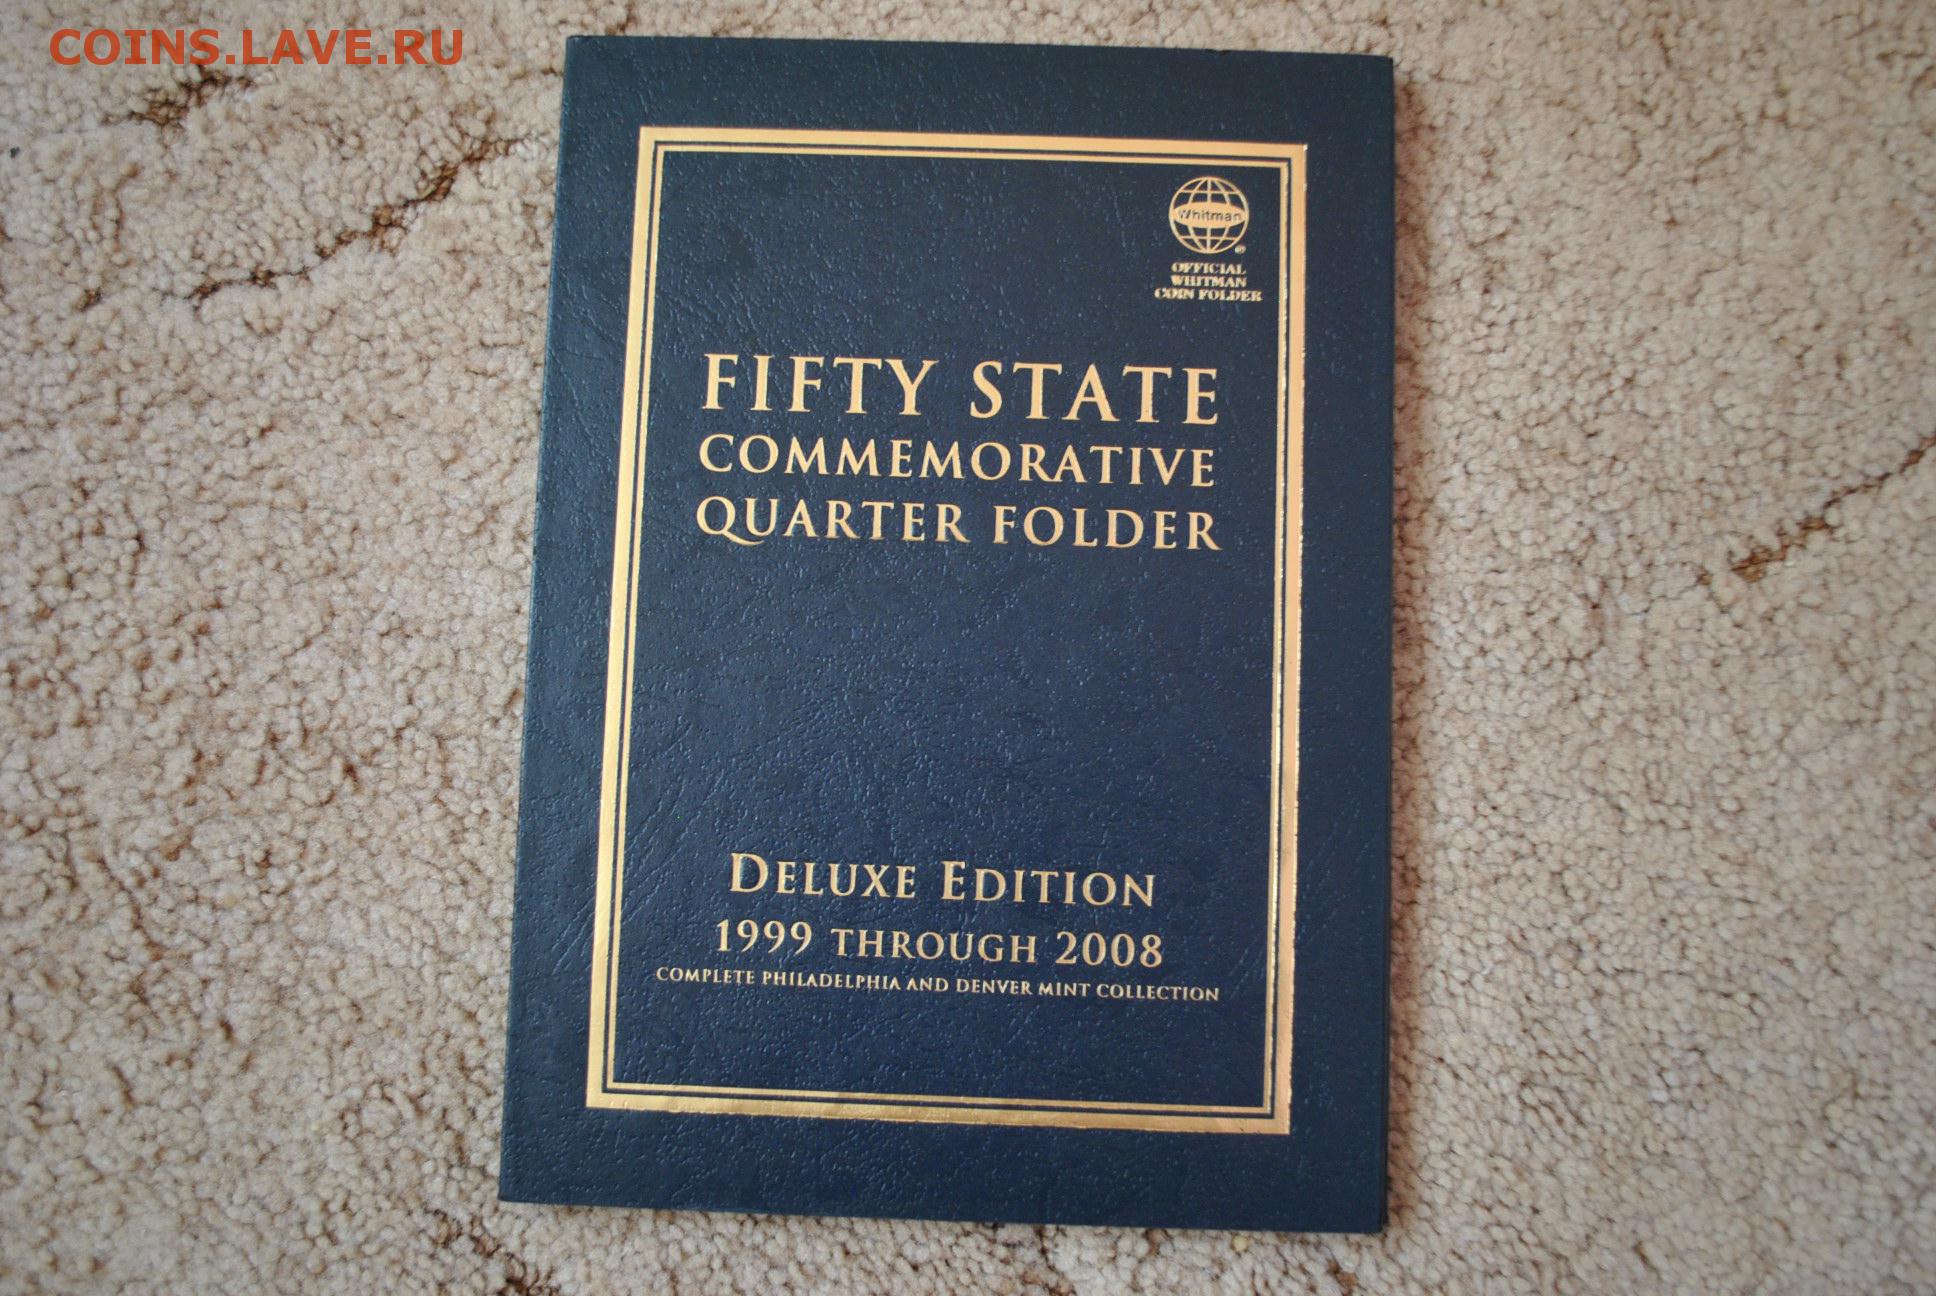 COINS.LAVE.RU
Whitman
OFFICIAL
WHITMAN
COIN FOLDER
FIFTY STATE
COMMEMORATIVE
QUARTER FOLDER
DELUXE EDITION
1999 THROUGH 2008
COMPLETE PHILADELPHIA AND DENVER MINT COLLECTION